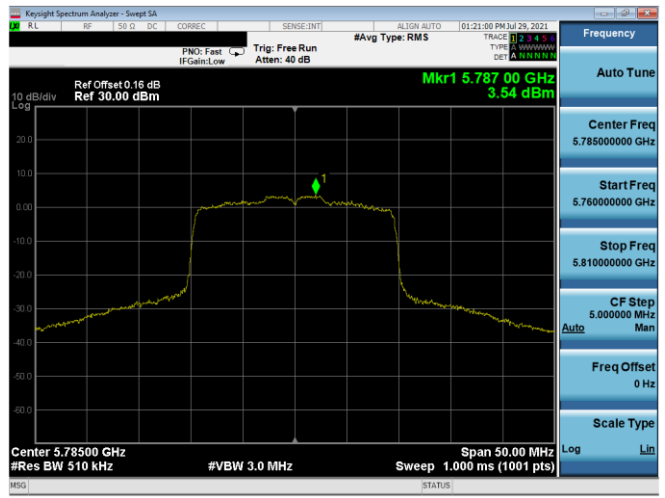 Keysight Spectrum Analyzer - Swept SA
RL RF 50 Ω DC CORREC SENSE:INT ALIGN AUTO 01:21:00 PM Jul 29, 2021
#Avg Type: RMS
TRACE 1 2 3 4 5 6
TYPE A WWWWW
DET A N N N N N
PNO: Fast
IFGain:Low
Trig: Free Run
Atten: 40 dB
Mkr1 5.787 00 GHz
3.54 dBm
Ref Offset 0.16 dB
10 dB/div Ref 30.00 dBm
Log
1
20.0
10.0
0.00
-10.0
-20.0
-30.0
-40.0
-50.0
-60.0
Center 5.78500 GHz
Span 50.00 MHz
#Res BW 510 kHz
#VBW 3.0 MHz
Sweep 1.000 ms (1001 pts)
MSG
STATUS
Frequency
Auto Tune
Center Freq
5.785000000 GHz
Start Freq
5.760000000 GHz
Stop Freq
5.810000000 GHz
CF Step
5.000000 MHz
Auto Man
Freq Offset
0 Hz
Scale Type
Log Lin